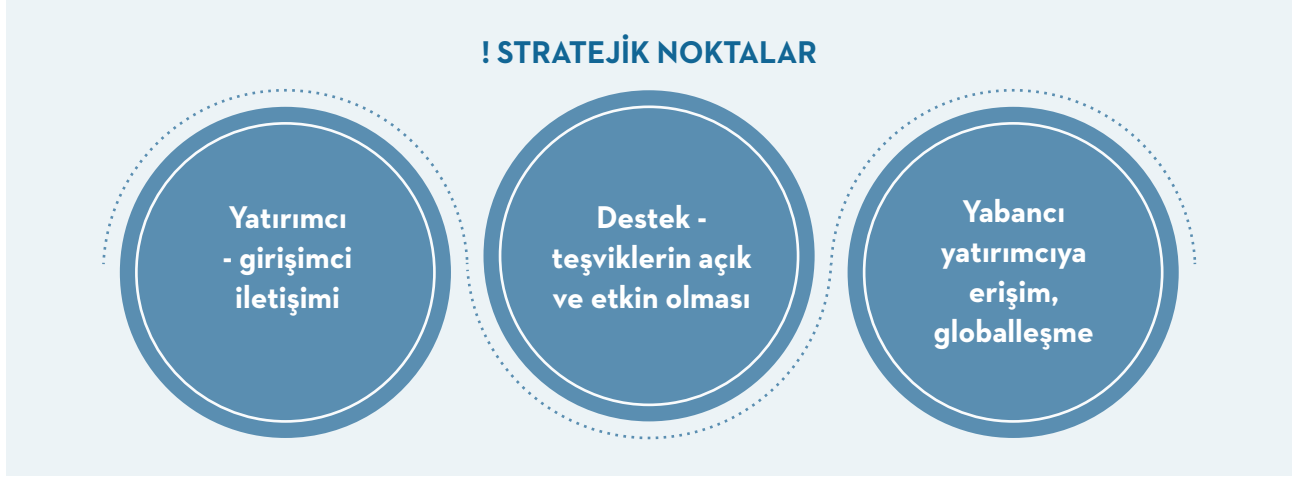 ! STRATEJİK NOKTALAR
Yatırımcı
- girişimci
iletişimi
Destek -
teşviklerin açık
ve etkin olması
Yabancı
yatırımcıya
erişim,
globalleşme